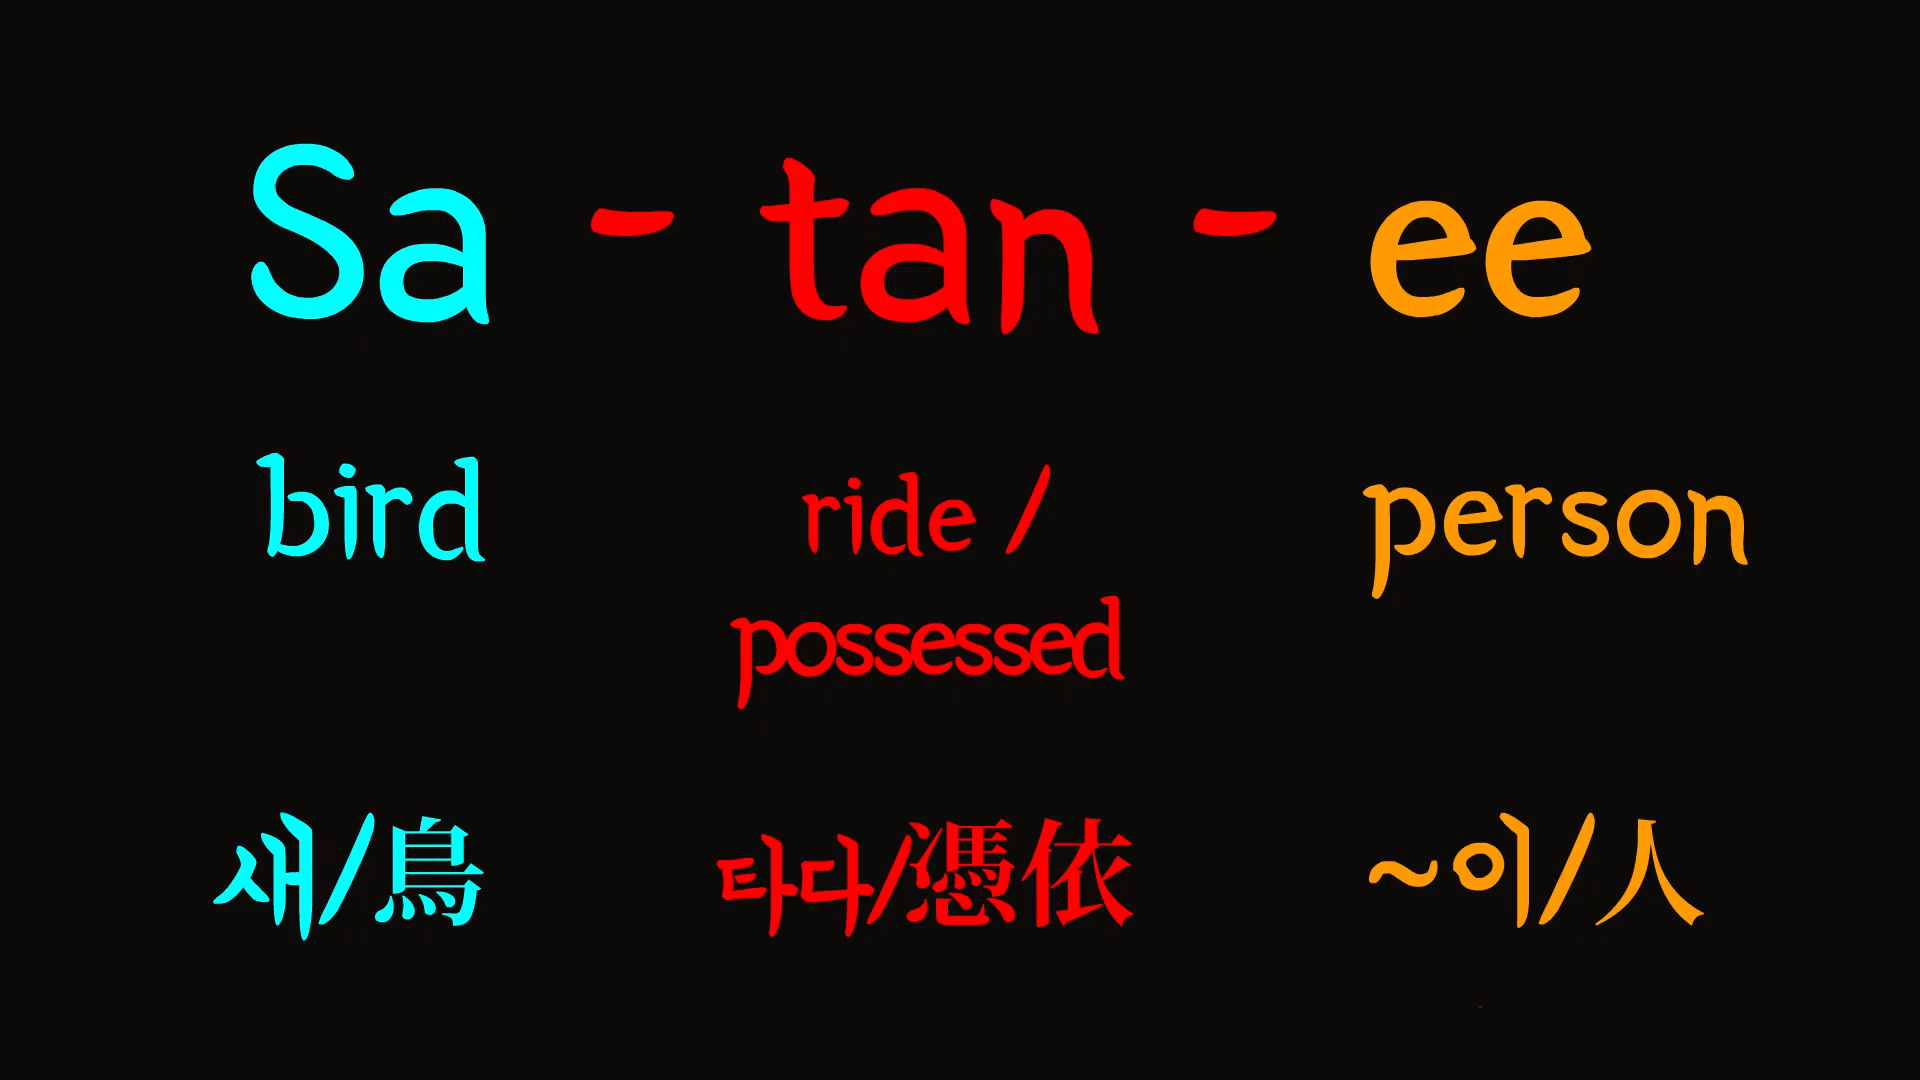 Sa - tan - ee
bird ride / person
possessed
새/鳥 타다/憑依 ~이/人